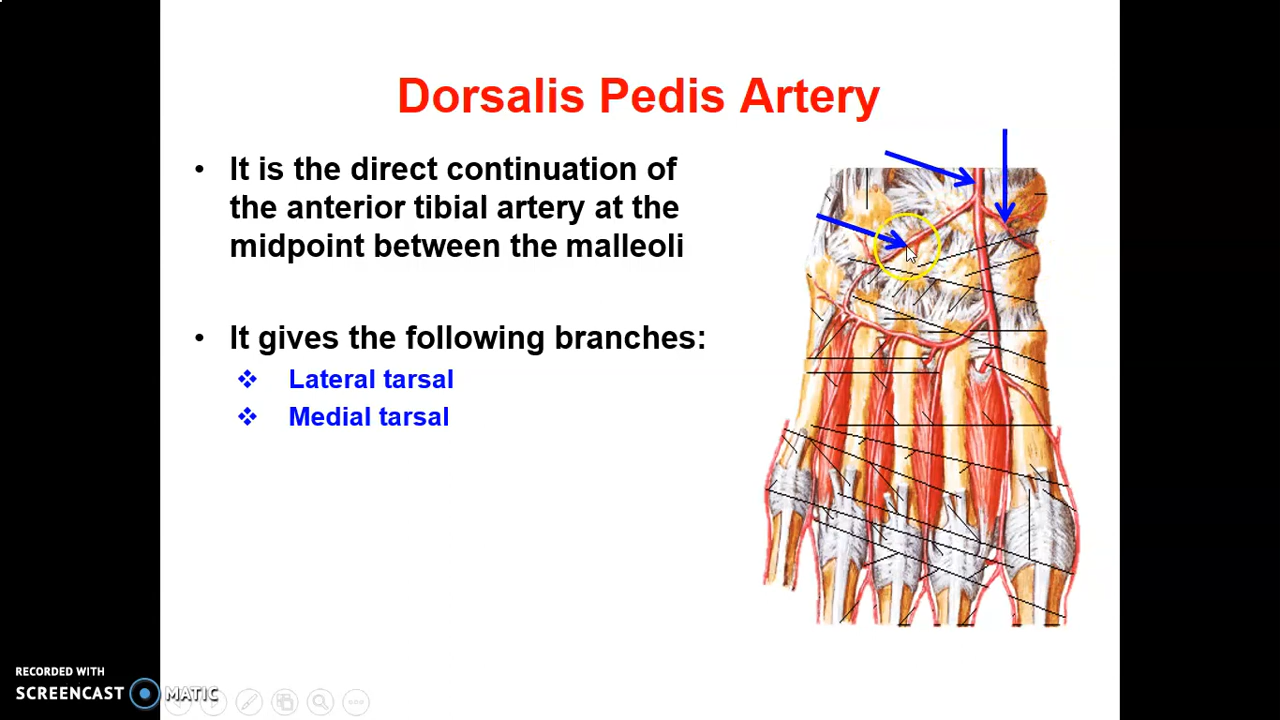 Dorsalis Pedis Artery
• It is the direct continuation of
the anterior tibial artery at the
midpoint between the malleoli
• It gives the following branches:
❖ Lateral tarsal
❖ Medial tarsal
RECORDED WITH
SCREENCAST MATIC